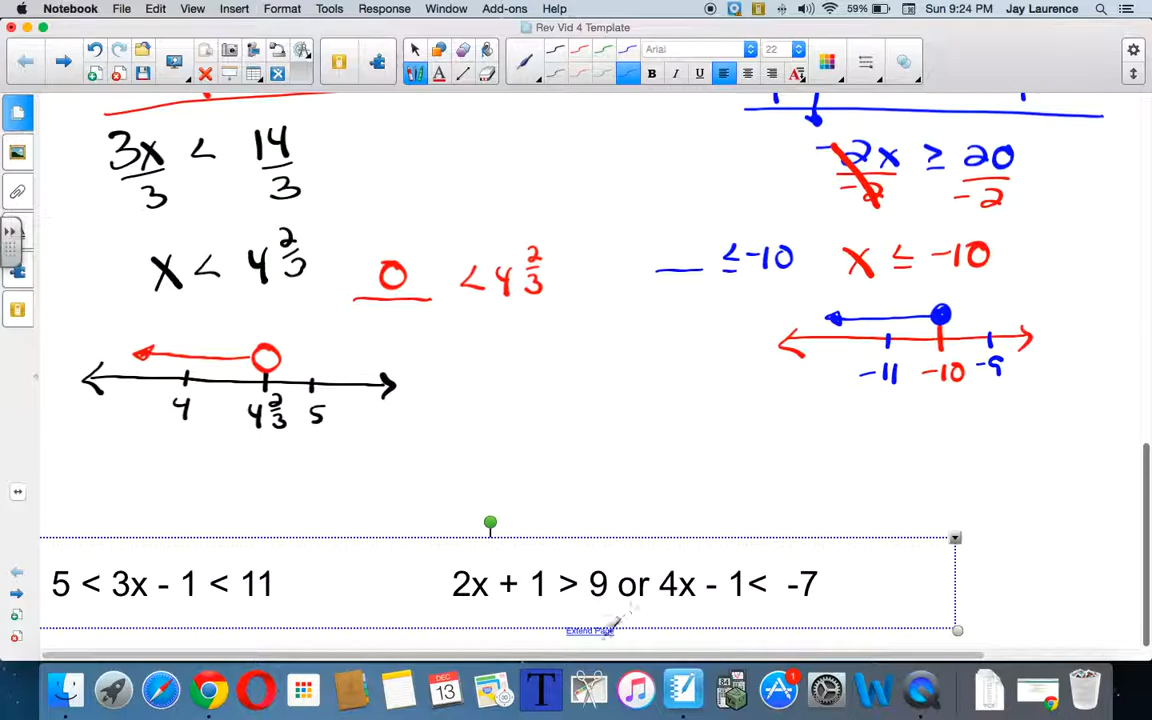 Notebook File Edit View Insert Format Tools Response Window Add-ons Help 59% Sun 9:24 PM Jay Laurence
Rev Vid 4 Template
Arial 22
B I U
3x/3 < 14/3
x < 4 2/3
0 < 4 2/3
4 4 2/3 5
-2x/-2 ≥ 20/-2
__ ≤ -10 x ≤ -10
-11 -10 -9
5 < 3x - 1 < 11 2x + 1 > 9 or 4x - 1< -7
Extend Page
DEC 13